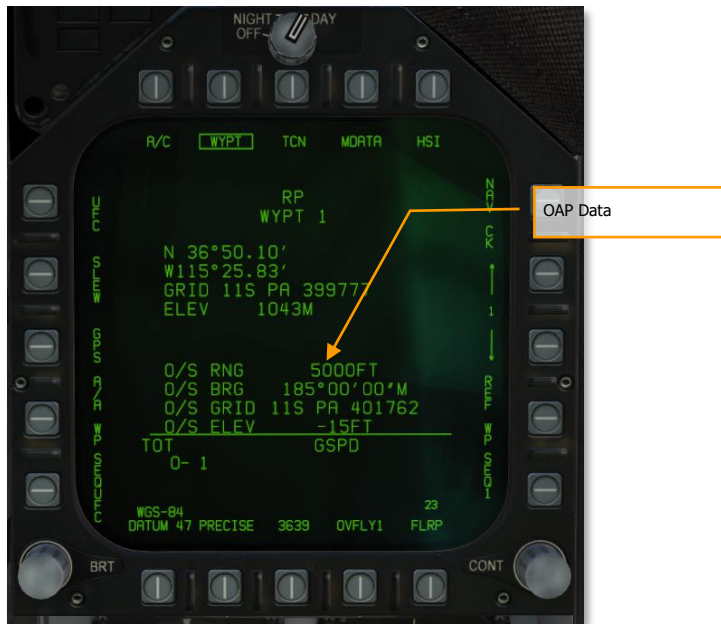 NIGHT DAY
OFF
A/C WYPT TCN MDATA HSI
UFC
NAV CK
RP
WYPT 1
OAP Data
SLEW
N 36°50.10′
W115°25.83′
GRID 11S PA 399777
ELEV 1043M
1
GPS
O/S RNG 5000FT
O/S BRG 185°00′00″M
O/S GRID 11S PA 401762
O/S ELEV -15FT
A/A WP
REF WP
TOT GSPD
0- 1
SEQUFC
SEQ1
WGS-84 23
DATUM 47 PRECISE 3639 OVFLY1 FLRP
BRT CONT